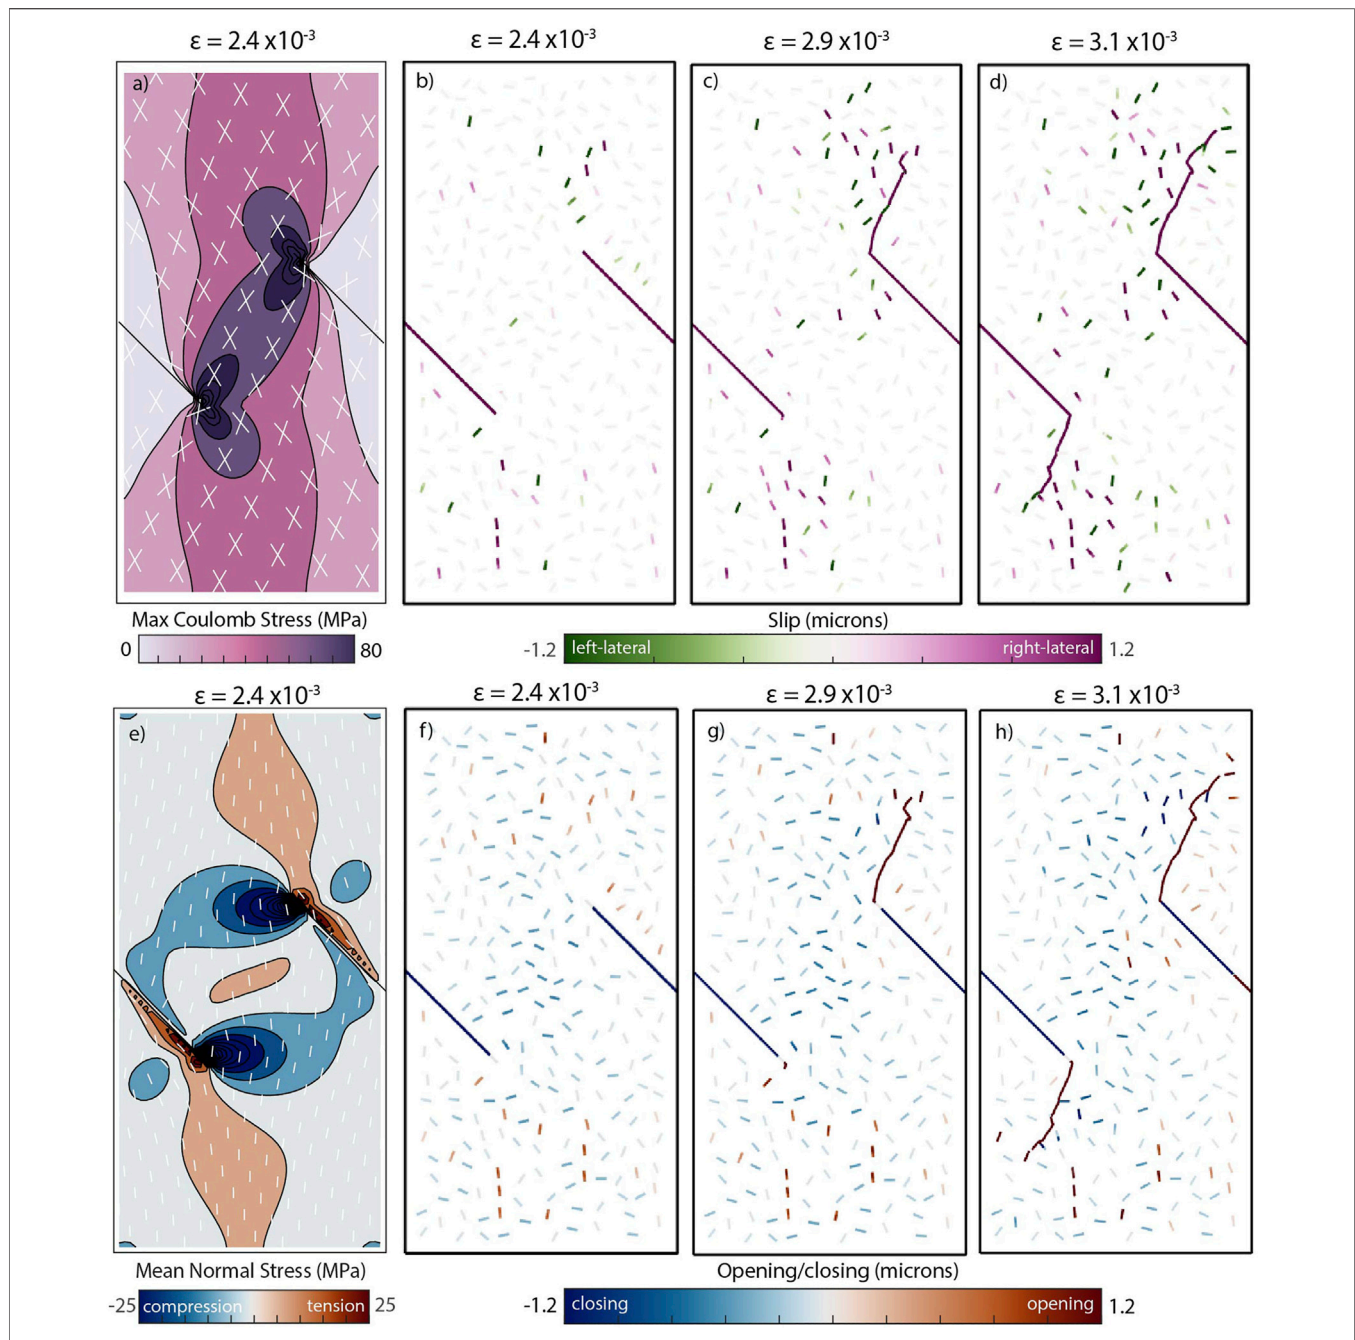 ε = 2.4 x10-3 ε = 2.4 x10-3 ε = 2.9 x10-3 ε = 3.1 x10-3
a) b) c) d)
Max Coulomb Stress (MPa) Slip (microns)
0 80 -1.2 left-lateral right-lateral 1.2
ε = 2.4 x10-3 ε = 2.4 x10-3 ε = 2.9 x10-3 ε = 3.1 x10-3
e) f) g) h)
Mean Normal Stress (MPa) Opening/closing (microns)
-25 compression tension 25 -1.2 closing opening 1.2